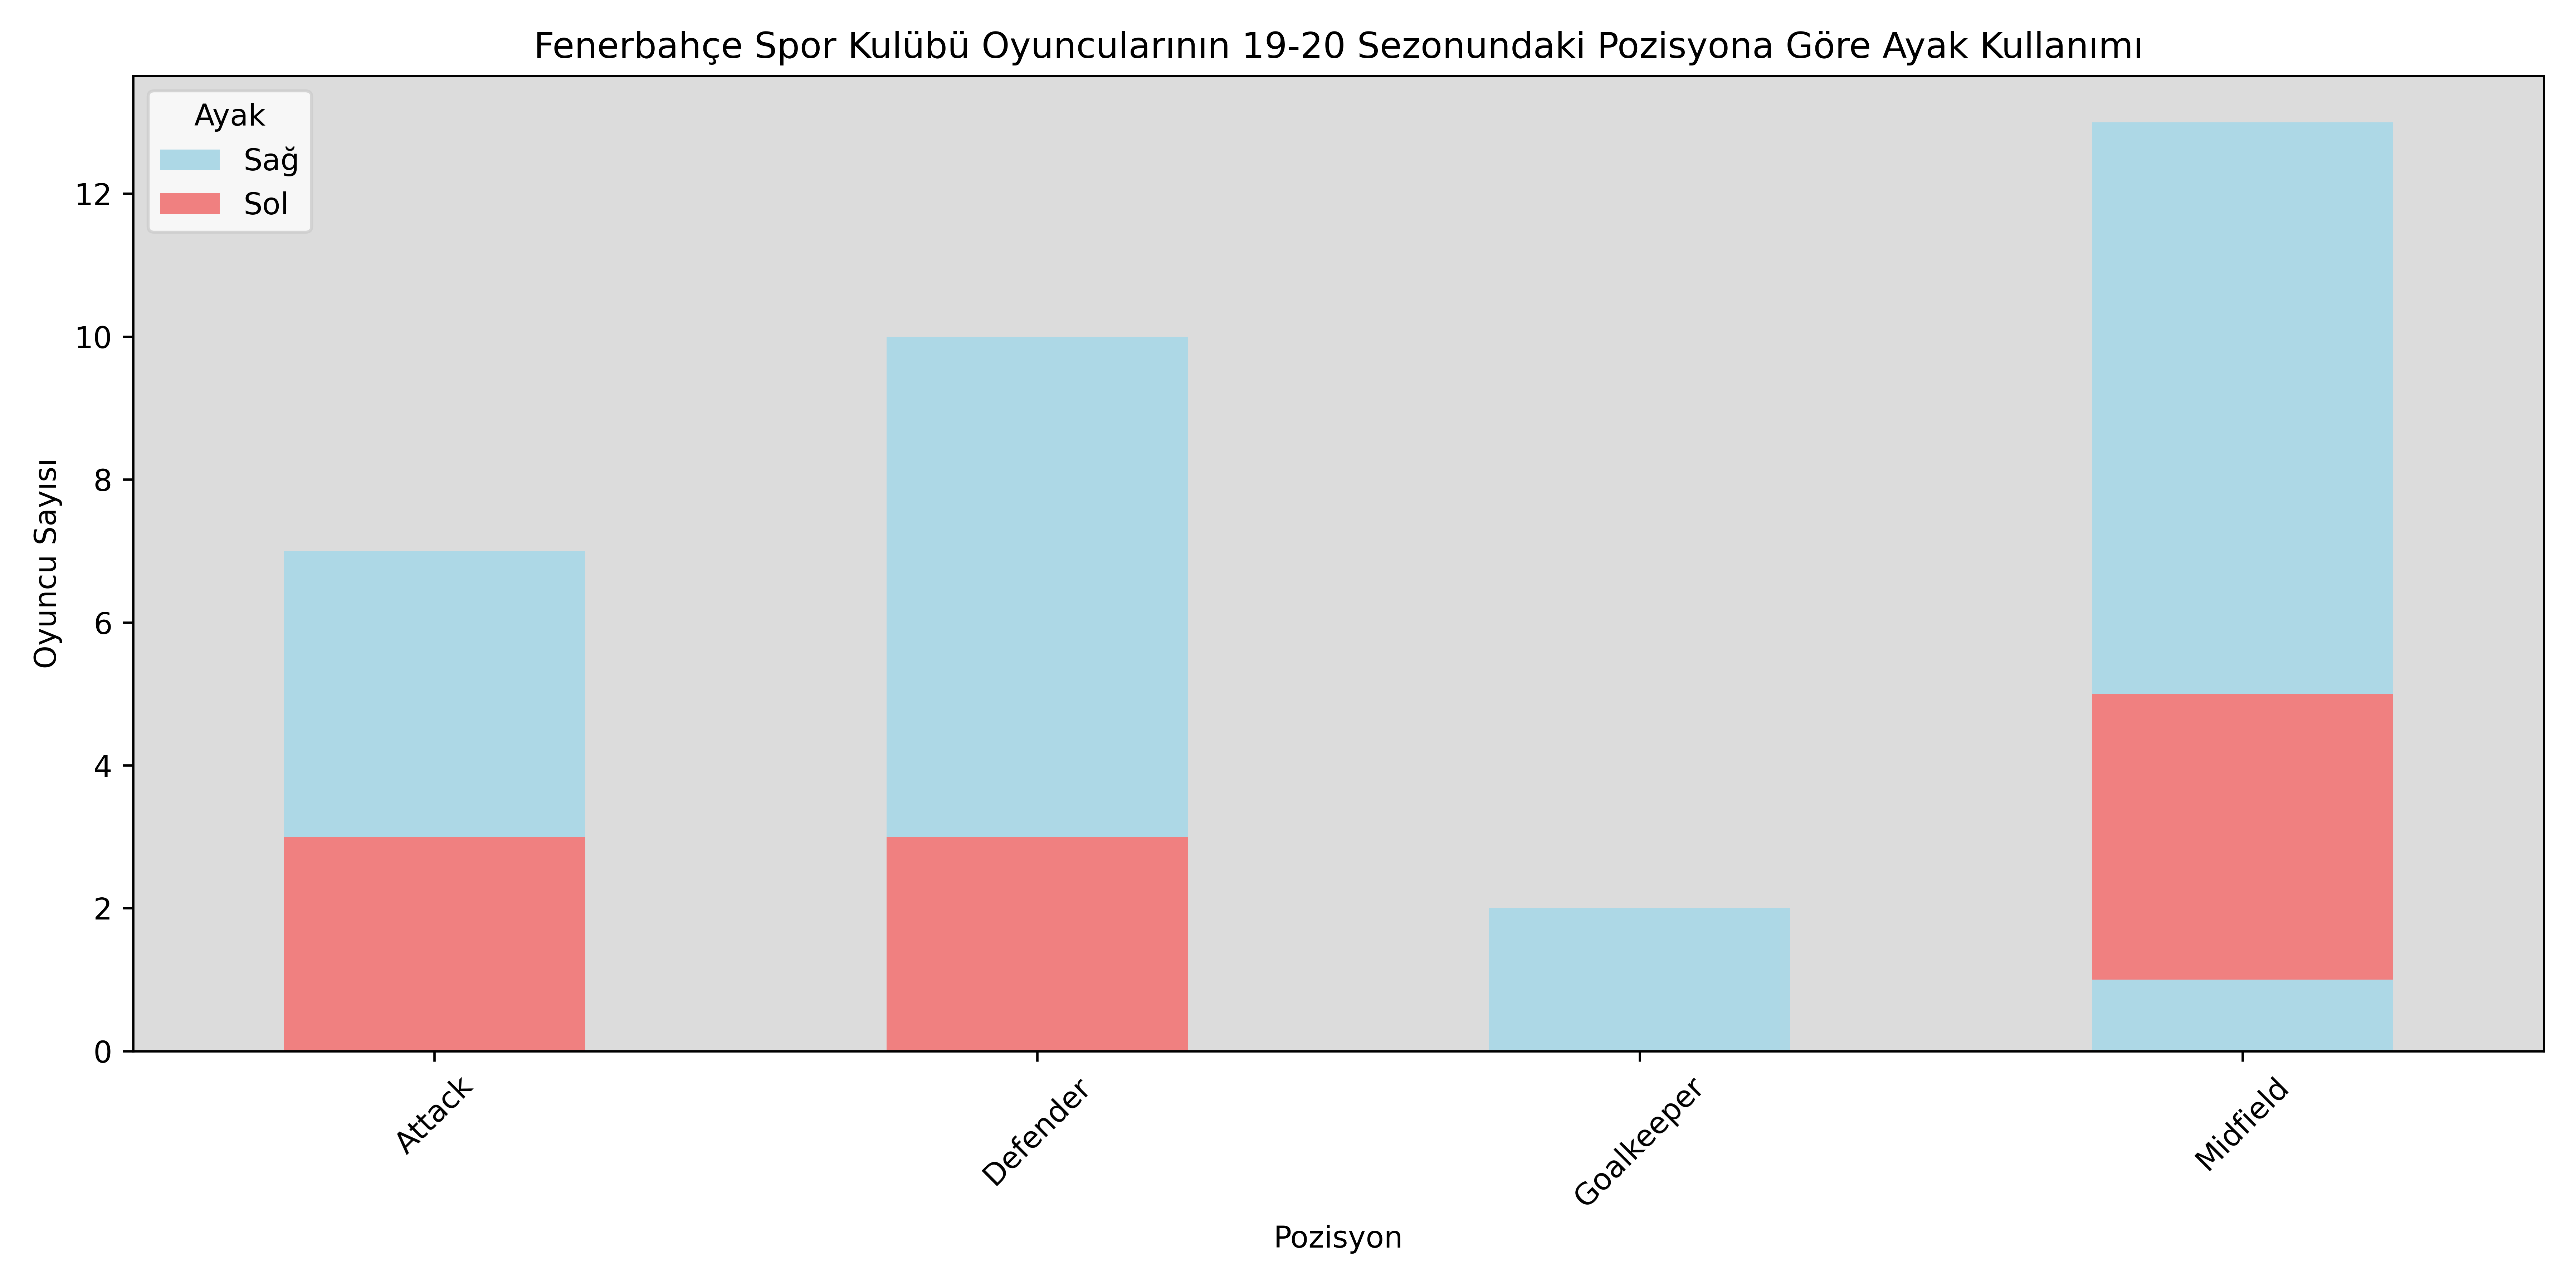 Fenerbahçe Spor Kulübü Oyuncularının 19-20 Sezonundaki Pozisyona Göre Ayak Kullanımı
Ayak
Sağ
Sol
12
10
8
6
4
2
0
Oyuncu Sayısı
Attack
Defender
Goalkeeper
Midfield
Pozisyon